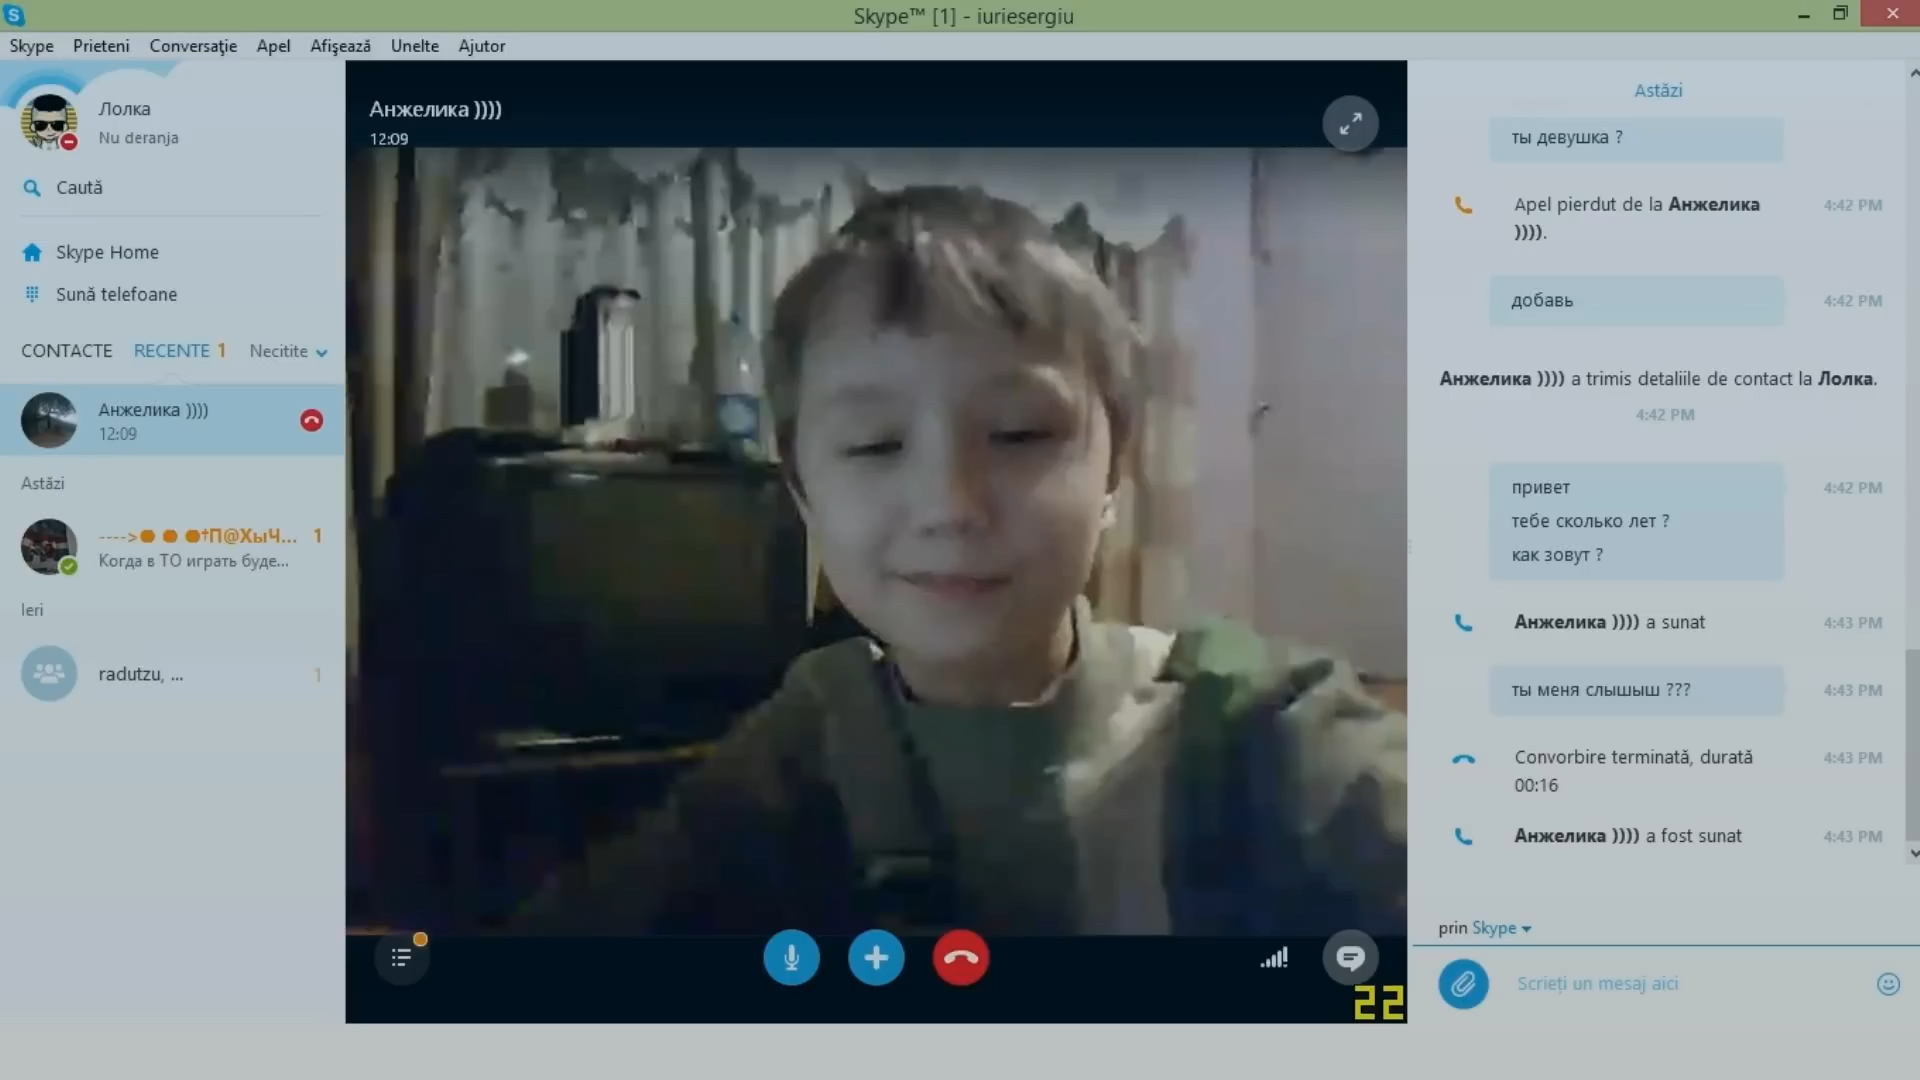 Skype™ [1] - iuriesergiu
Skype Prieteni Conversaţie Apel Afişează Unelte Ajutor
Лолка
Nu deranja
Caută
Skype Home
Sună telefoane
CONTACTE RECENTE 1 Necitite
Анжелика ))))
12:09
Astăzi
---->● ● ●†П@ХыЧ... 1
Когда в ТО играть буде...
Ieri
radutzu, ... 1
Анжелика ))))
12:09
22
Astăzi
ты девушка ?
Apel pierdut de la Анжелика 4:42 PM
)))).
добавь 4:42 PM
Анжелика )))) a trimis detaliile de contact la Лолка.
4:42 PM
привет 4:42 PM
тебе сколько лет ?
как зовут ?
Анжелика )))) a sunat 4:43 PM
ты меня слышыш ??? 4:43 PM
Convorbire terminată, durată 4:43 PM
00:16
Анжелика )))) a fost sunat 4:43 PM
prin Skype
Scrieți un mesaj aici